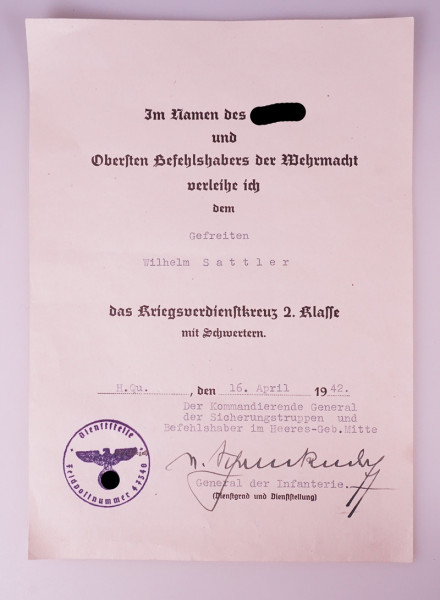 Im Namen des
und
Obersten Befehlshabers der Wehrmacht
verleihe ich
dem
Gefreiten
Wilhelm Sattler
das Kriegsverdienstkreuz 2. Klasse
mit Schwertern.
H.Qu. , den 16. April 1942.
Der Kommandierende General
der Sicherungstruppen und
Befehlshaber im Heeres-Geb.Mitte
General der Infanterie.
(Dienstgrad und Dienststellung)
Dienststelle
Feldpostnummer 47540